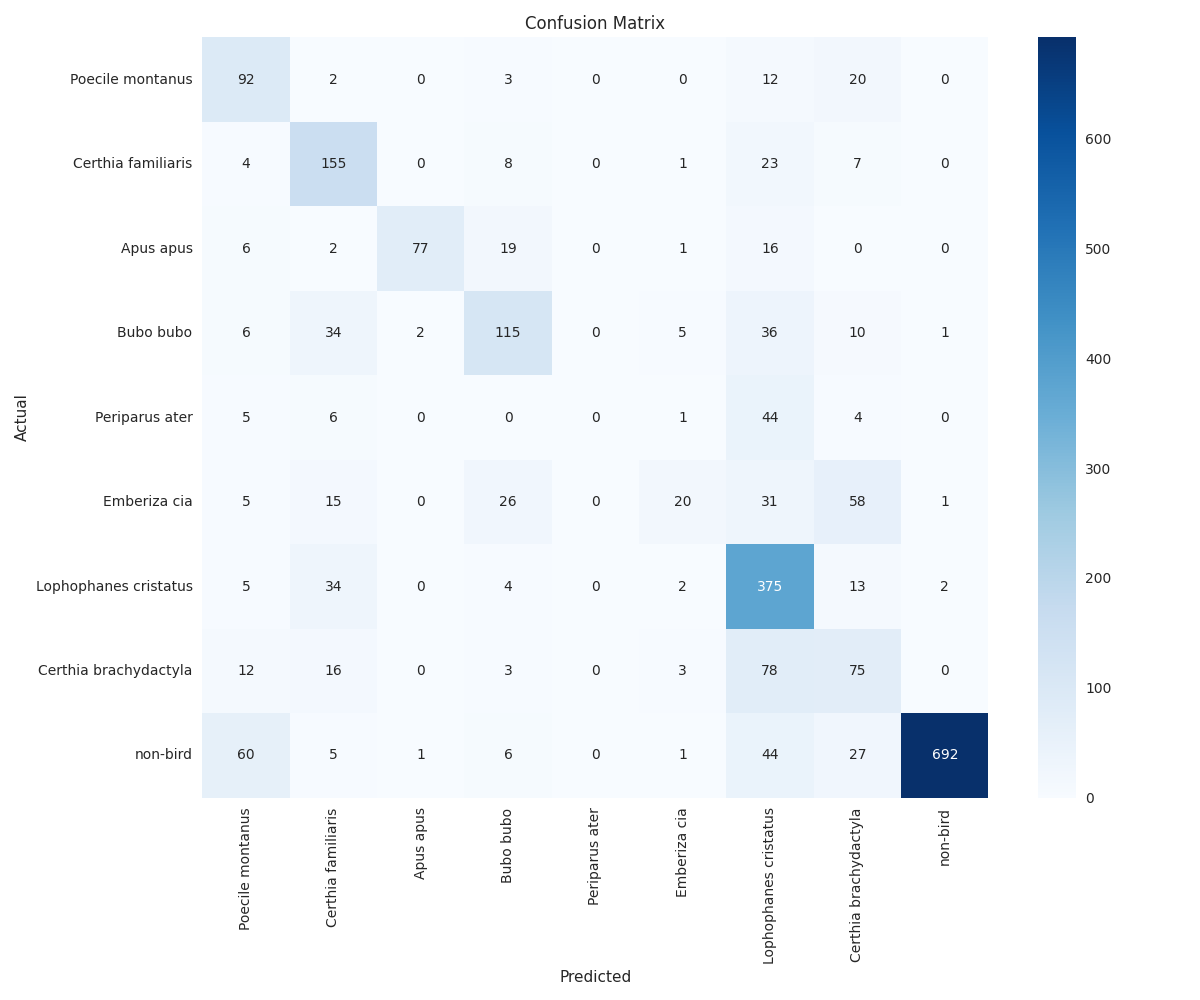 Confusion Matrix
Poecile montanus 92 2 0 3 0 0 12 20 0
Certhia familiaris 4 155 0 8 0 1 23 7 0
Apus apus 6 2 77 19 0 1 16 0 0
Bubo bubo 6 34 2 115 0 5 36 10 1
Periparus ater 5 6 0 0 0 1 44 4 0
Emberiza cia 5 15 0 26 0 20 31 58 1
Lophophanes cristatus 5 34 0 4 0 2 375 13 2
Certhia brachydactyla 12 16 0 3 0 3 78 75 0
non-bird 60 5 1 6 0 1 44 27 692
Actual
Poecile montanus
Certhia familiaris
Apus apus
Bubo bubo
Periparus ater
Emberiza cia
Lophophanes cristatus
Certhia brachydactyla
non-bird
Predicted
600
500
400
300
200
100
0